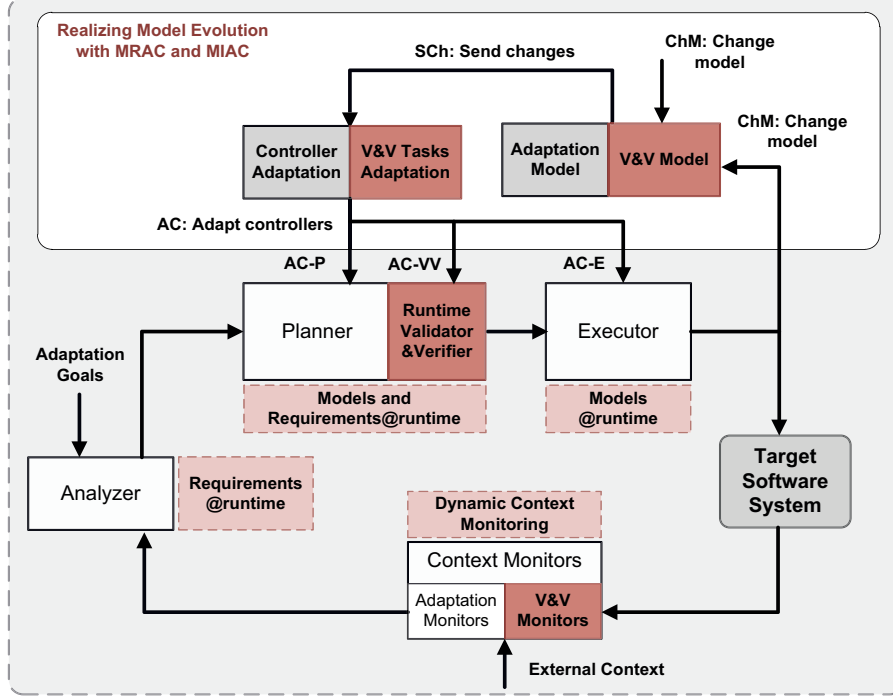 Realizing Model Evolution
with MRAC and MIAC
SCh: Send changes
ChM: Change
model
ChM: Change
model
Controller
Adaptation
V&V Tasks
Adaptation
Adaptation
Model
V&V Model
AC: Adapt controllers
AC-P
AC-VV
AC-E
Planner
Runtime
Validator
&Verifier
Executor
Adaptation
Goals
Models and
Requirements@runtime
Models
@runtime
Analyzer
Requirements
@runtime
Target
Software
System
Dynamic Context
Monitoring
Context Monitors
Adaptation
Monitors
V&V
Monitors
External Context